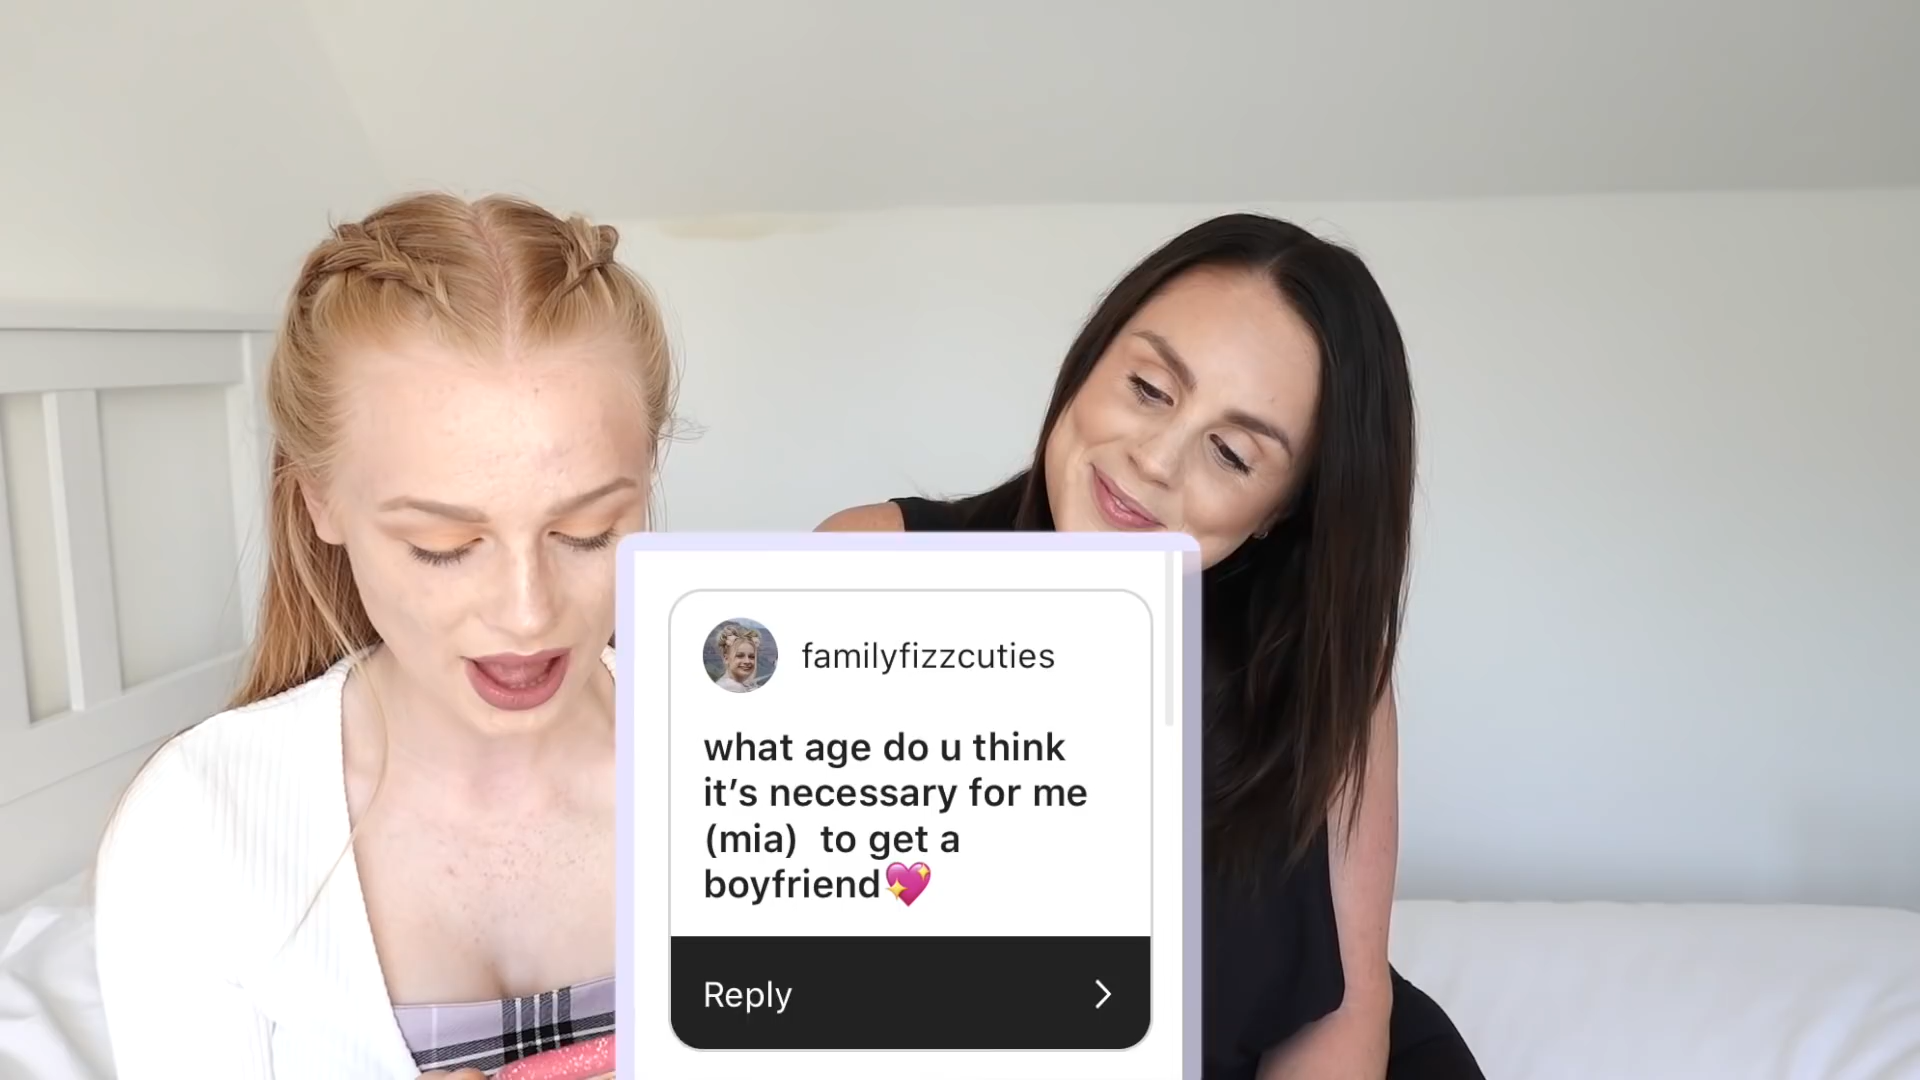 familyfizzcuties
what age do u think
it’s necessary for me
(mia)  to get a
boyfriend💖
Reply